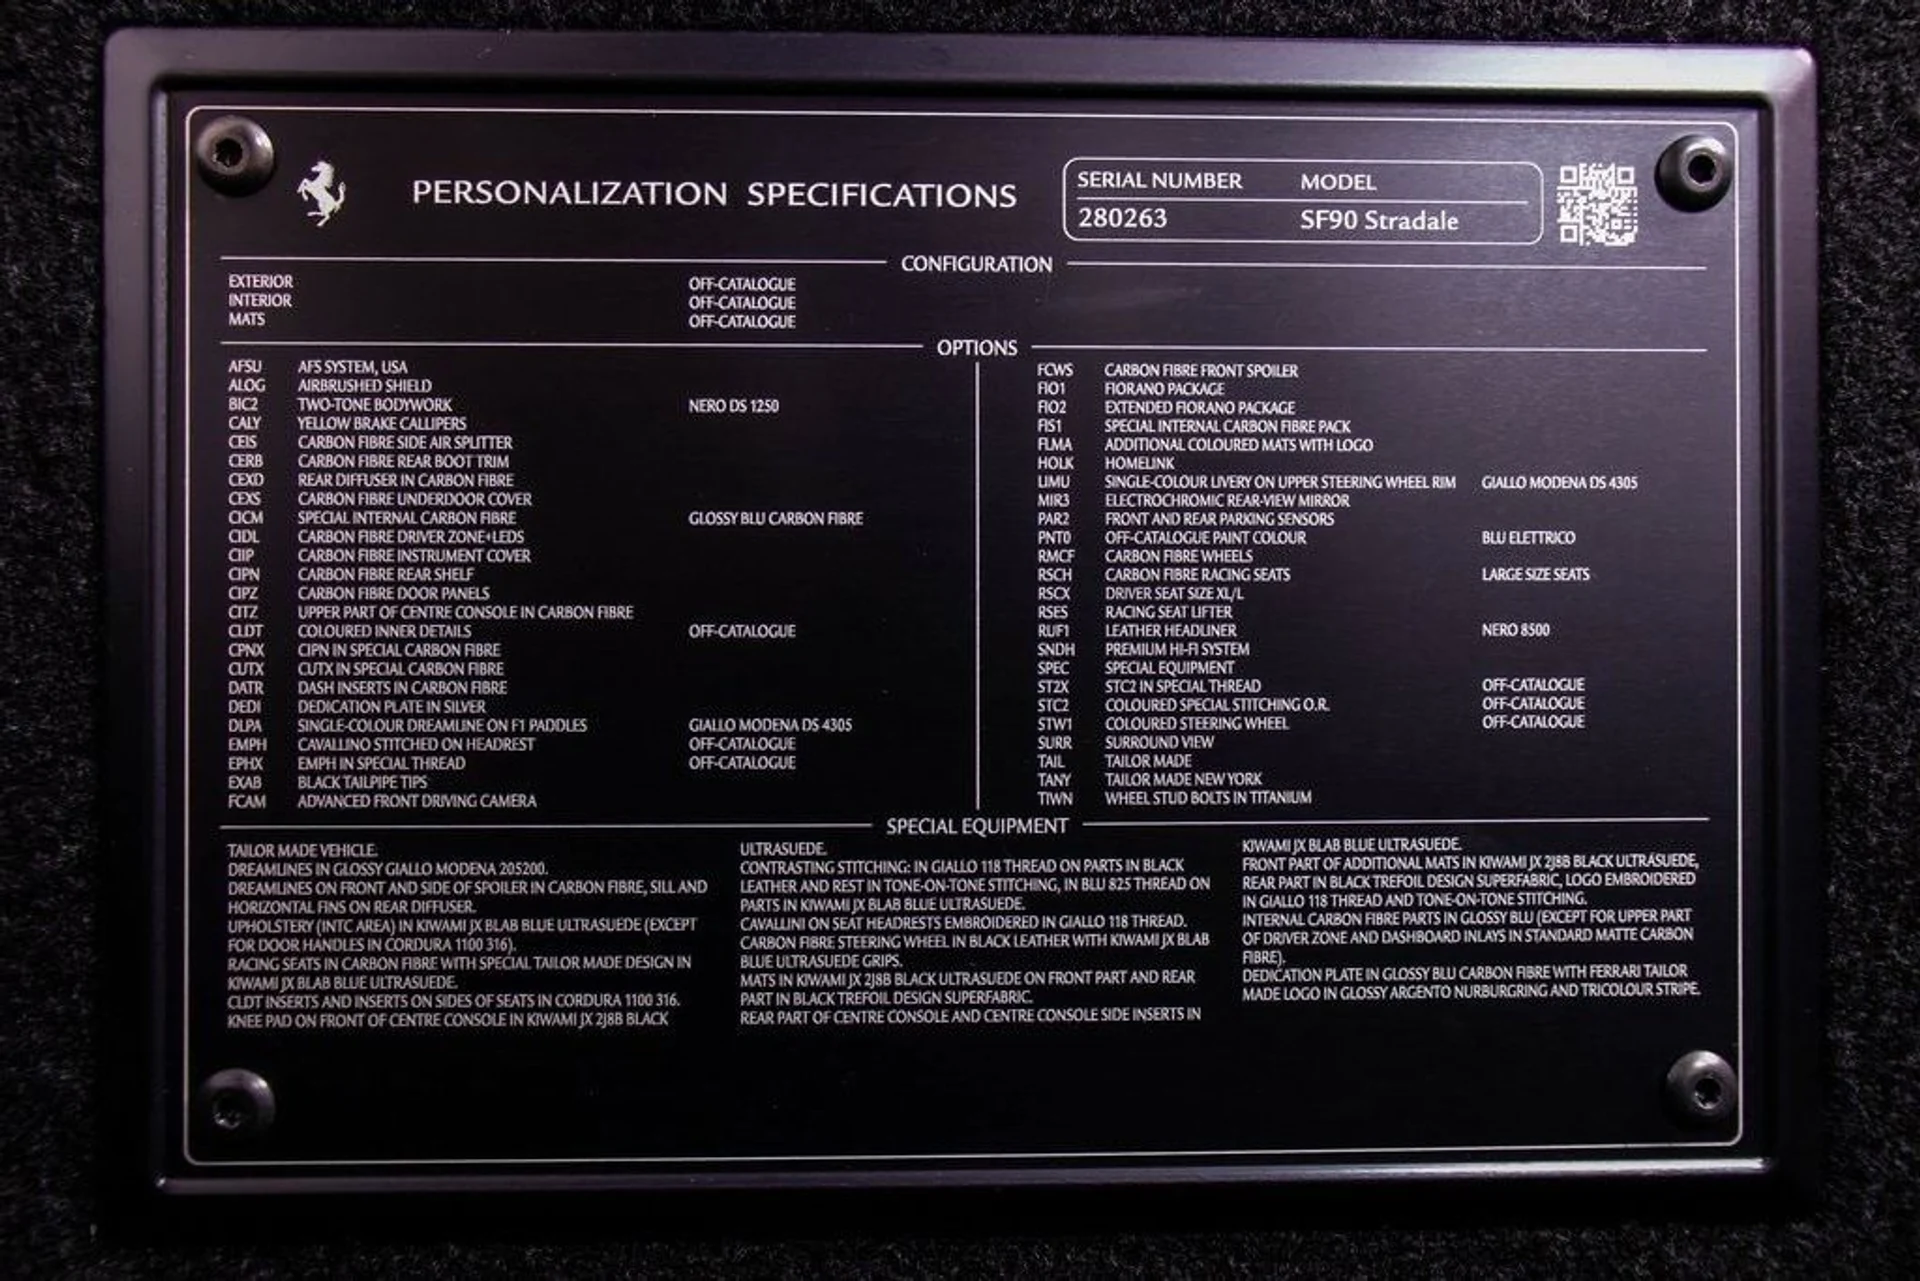 PERSONALIZATION SPECIFICATIONS
SERIAL NUMBER MODEL
280263 SF90 Stradale
CONFIGURATION
EXTERIOR OFF-CATALOGUE
INTERIOR OFF-CATALOGUE
MATS OFF-CATALOGUE
OPTIONS
AFSU AFS SYSTEM, USA
ALOG AIRBRUSHED SHIELD
BIC2 TWO-TONE BODYWORK NERO DS 1250
CALY YELLOW BRAKE CALLIPERS
CEIS CARBON FIBRE SIDE AIR SPLITTER
CERB CARBON FIBRE REAR BOOT TRIM
CEXD REAR DIFFUSER IN CARBON FIBRE
CEXS CARBON FIBRE UNDERDOOR COVER
CICM SPECIAL INTERNAL CARBON FIBRE GLOSSY BLU CARBON FIBRE
CIDL CARBON FIBRE DRIVER ZONE+LEDS
CIIP CARBON FIBRE INSTRUMENT COVER
CIPN CARBON FIBRE REAR SHELF
CIPZ CARBON FIBRE DOOR PANELS
CITZ UPPER PART OF CENTRE CONSOLE IN CARBON FIBRE
CLDT COLOURED INNER DETAILS OFF-CATALOGUE
CPNX CIPN IN SPECIAL CARBON FIBRE
CUTX CUTX IN SPECIAL CARBON FIBRE
DATR DASH INSERTS IN CARBON FIBRE
DEDI DEDICATION PLATE IN SILVER
DLPA SINGLE-COLOUR DREAMLINE ON F1 PADDLES GIALLO MODENA DS 4305
EMPH CAVALLINO STITCHED ON HEADREST OFF-CATALOGUE
EPHX EMPH IN SPECIAL THREAD OFF-CATALOGUE
EXAB BLACK TAILPIPE TIPS
FCAM ADVANCED FRONT DRIVING CAMERA
FCWS CARBON FIBRE FRONT SPOILER
FIO1 FIORANO PACKAGE
FIO2 EXTENDED FIORANO PACKAGE
FIS1 SPECIAL INTERNAL CARBON FIBRE PACK
FLMA ADDITIONAL COLOURED MATS WITH LOGO
HOLK HOMELINK
LIMU SINGLE-COLOUR LIVERY ON UPPER STEERING WHEEL RIM GIALLO MODENA DS 4305
MIR3 ELECTROCHROMIC REAR-VIEW MIRROR
PAR2 FRONT AND REAR PARKING SENSORS
PNT0 OFF-CATALOGUE PAINT COLOUR BLU ELETTRICO
RMCF CARBON FIBRE WHEELS
RSCH CARBON FIBRE RACING SEATS LARGE SIZE SEATS
RSCX DRIVER SEAT SIZE XL/L
RSES RACING SEAT LIFTER
RUF1 LEATHER HEADLINER NERO 8500
SNDH PREMIUM HI-FI SYSTEM
SPEC SPECIAL EQUIPMENT
ST2X STC2 IN SPECIAL THREAD OFF-CATALOGUE
STC2 COLOURED SPECIAL STITCHING O.R. OFF-CATALOGUE
STW1 COLOURED STEERING WHEEL OFF-CATALOGUE
SURR SURROUND VIEW
TAIL TAILOR MADE
TANY TAILOR MADE NEW YORK
TIWN WHEEL STUD BOLTS IN TITANIUM
SPECIAL EQUIPMENT
TAILOR MADE VEHICLE.
DREAMLINES IN GLOSSY GIALLO MODENA 205200.
DREAMLINES ON FRONT AND SIDE OF SPOILER IN CARBON FIBRE, SILL AND
HORIZONTAL FINS ON REAR DIFFUSER.
UPHOLSTERY (INTC AREA) IN KIWAMI JX BLAB BLUE ULTRASUEDE (EXCEPT
FOR DOOR HANDLES IN CORDURA 1100 316).
RACING SEATS IN CARBON FIBRE WITH SPECIAL TAILOR MADE DESIGN IN
KIWAMI JX BLAB BLUE ULTRASUEDE.
CLDT INSERTS AND INSERTS ON SIDES OF SEATS IN CORDURA 1100 316.
KNEE PAD ON FRONT OF CENTRE CONSOLE IN KIWAMI JX 2J8B BLACK
ULTRASUEDE.
CONTRASTING STITCHING: IN GIALLO 118 THREAD ON PARTS IN BLACK
LEATHER AND REST IN TONE-ON-TONE STITCHING, IN BLU 825 THREAD ON
PARTS IN KIWAMI JX BLAB BLUE ULTRASUEDE.
CAVALLINI ON SEAT HEADRESTS EMBROIDERED IN GIALLO 118 THREAD.
CARBON FIBRE STEERING WHEEL IN BLACK LEATHER WITH KIWAMI JX BLAB
BLUE ULTRASUEDE GRIPS.
MATS IN KIWAMI JX 2J8B BLACK ULTRASUEDE ON FRONT PART AND REAR
PART IN BLACK TREFOIL DESIGN SUPERFABRIC.
REAR PART OF CENTRE CONSOLE AND CENTRE CONSOLE SIDE INSERTS IN
KIWAMI JX BLAB BLUE ULTRASUEDE.
FRONT PART OF ADDITIONAL MATS IN KIWAMI JX 2J8B BLACK ULTRASUEDE,
REAR PART IN BLACK TREFOIL DESIGN SUPERFABRIC, LOGO EMBROIDERED
IN GIALLO 118 THREAD AND TONE-ON-TONE STITCHING.
INTERNAL CARBON FIBRE PARTS IN GLOSSY BLU (EXCEPT FOR UPPER PART
OF DRIVER ZONE AND DASHBOARD INLAYS IN STANDARD MATTE CARBON
FIBRE).
DEDICATION PLATE IN GLOSSY BLU CARBON FIBRE WITH FERRARI TAILOR
MADE LOGO IN GLOSSY ARGENTO NURBURGRING AND TRICOLOUR STRIPE.